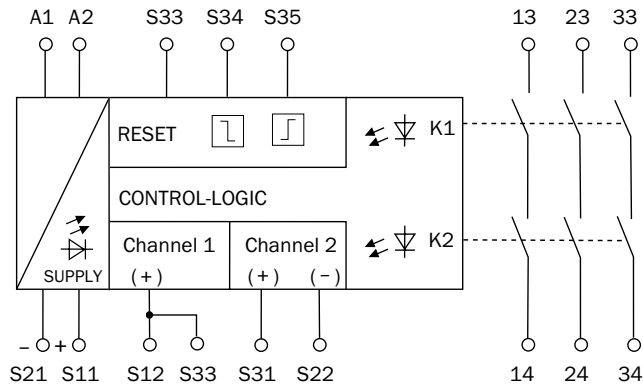 A1 A2 S33 S34 S35 13 23 33
RESET K1
CONTROL-LOGIC
Channel 1 Channel 2 K2
SUPPLY (+) (+) (–)
– +
S21 S11 S12 S33 S31 S22 14 24 34